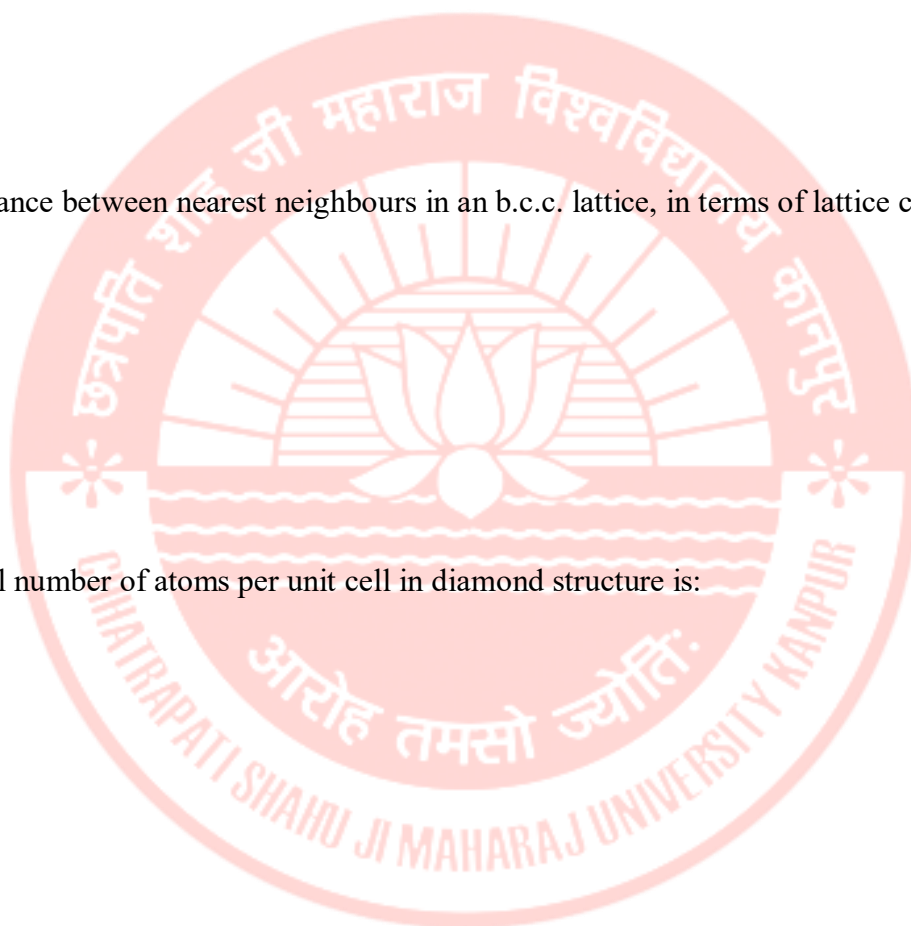 छत्रपति शाहू जी महाराज विश्वविद्यालय कानपुर
ance between nearest neighbours in an b.c.c. lattice, in terms of lattice c
l number of atoms per unit cell in diamond structure is:
आरोह तमसो ज्योतिः
CHHATRAPATI SHAHU JI MAHARAJ UNIVERSITY KANPUR